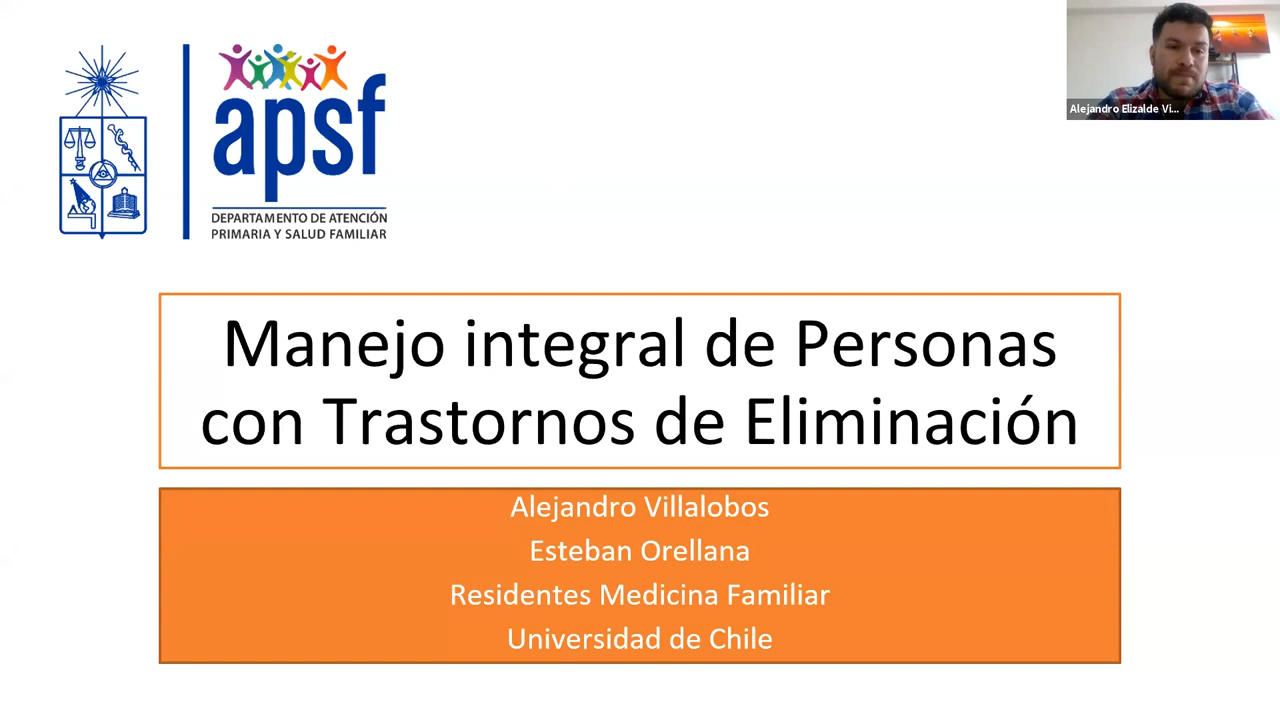 apsf
DEPARTAMENTO DE ATENCIÓN
PRIMARIA Y SALUD FAMILIAR
Alejandro Elizalde Vi...
Manejo integral de Personas
con Trastornos de Eliminación
Alejandro Villalobos
Esteban Orellana
Residentes Medicina Familiar
Universidad de Chile